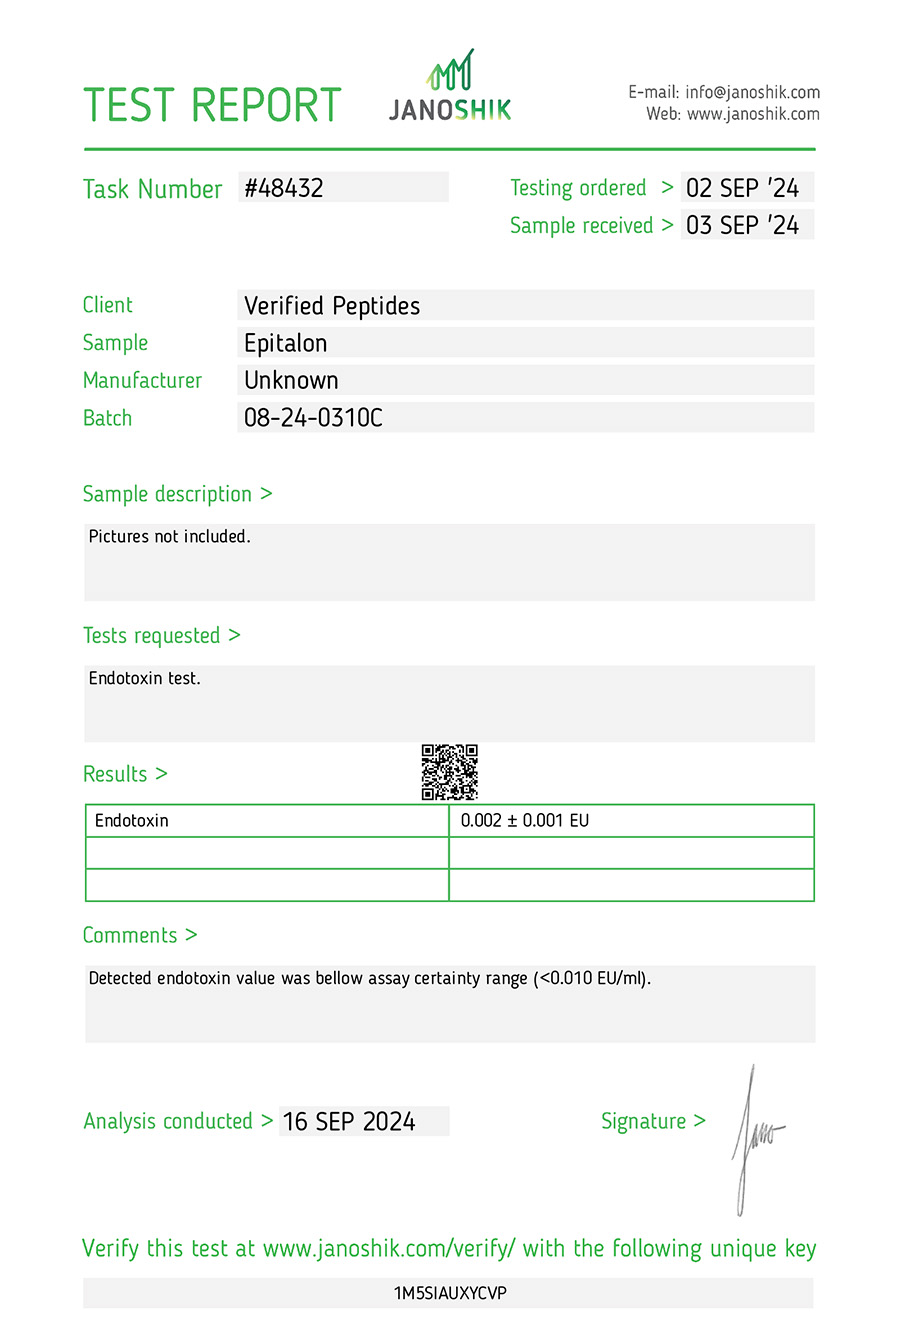 TEST REPORT
JANOSHIK
E-mail: info@janoshik.com
Web: www.janoshik.com
Task Number #48432
Testing ordered > 02 SEP '24
Sample received > 03 SEP '24
Client Verified Peptides
Sample Epitalon
Manufacturer Unknown
Batch 08-24-0310C
Sample description >
Pictures not included.
Tests requested >
Endotoxin test.
Results >
Endotoxin 0.002 ± 0.001 EU
Comments >
Detected endotoxin value was bellow assay certainty range (<0.010 EU/ml).
Analysis conducted > 16 SEP 2024
Signature > Jano
Verify this test at www.janoshik.com/verify/ with the following unique key
1M5SIAUXYCVP